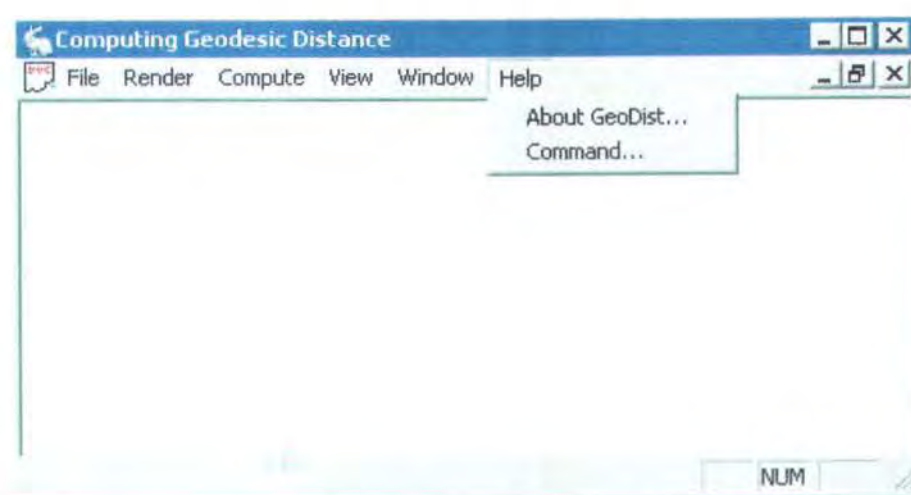 Computing Geodesic Distance
File Render Compute View Window Help
About GeoDist...
Command...
NUM